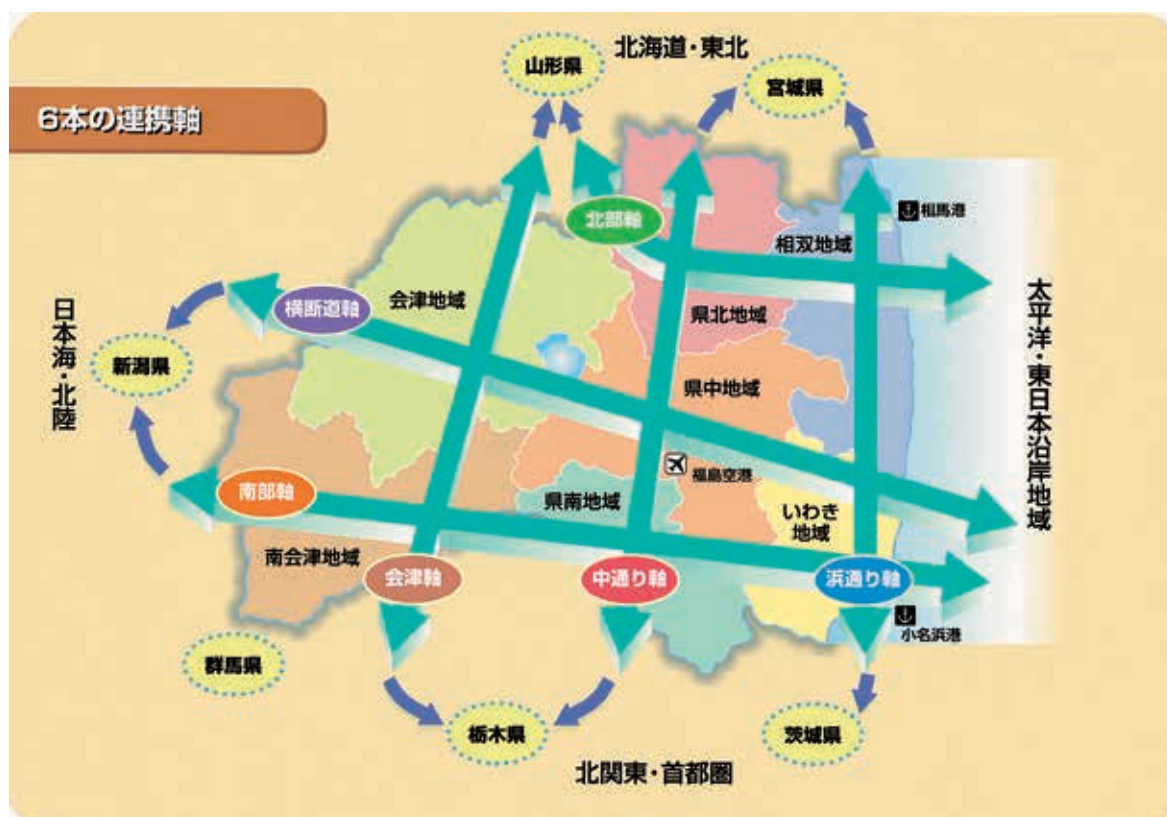 6本の連携軸
北海道・東北
山形県
宮城県
相馬港
北部軸
相双地域
横断道軸
会津地域
県北地域
日本海・北陸
新潟県
太平洋・東日本沿岸地域
県中地域
福島空港
南部軸
県南地域
いわき
地域
南会津地域
会津軸
中通り軸
浜通り軸
小名浜港
群馬県
栃木県
茨城県
北関東・首都圏